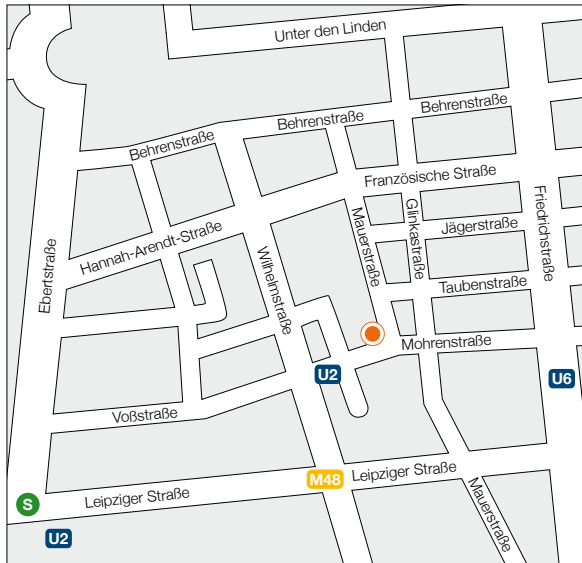 Unter den Linden
Behrenstraße
Behrenstraße
Behrenstraße
Französische Straße
Hannah-Arendt-Straße
Mauerstraße
Glinkastraße
Jägerstraße
Friedrichstraße
Ebertstraße
Wilhelmstraße
Taubenstraße
Mohrenstraße
U2
U6
Voßstraße
M48
Leipziger Straße
Leipziger Straße
Mauerstraße
S
U2